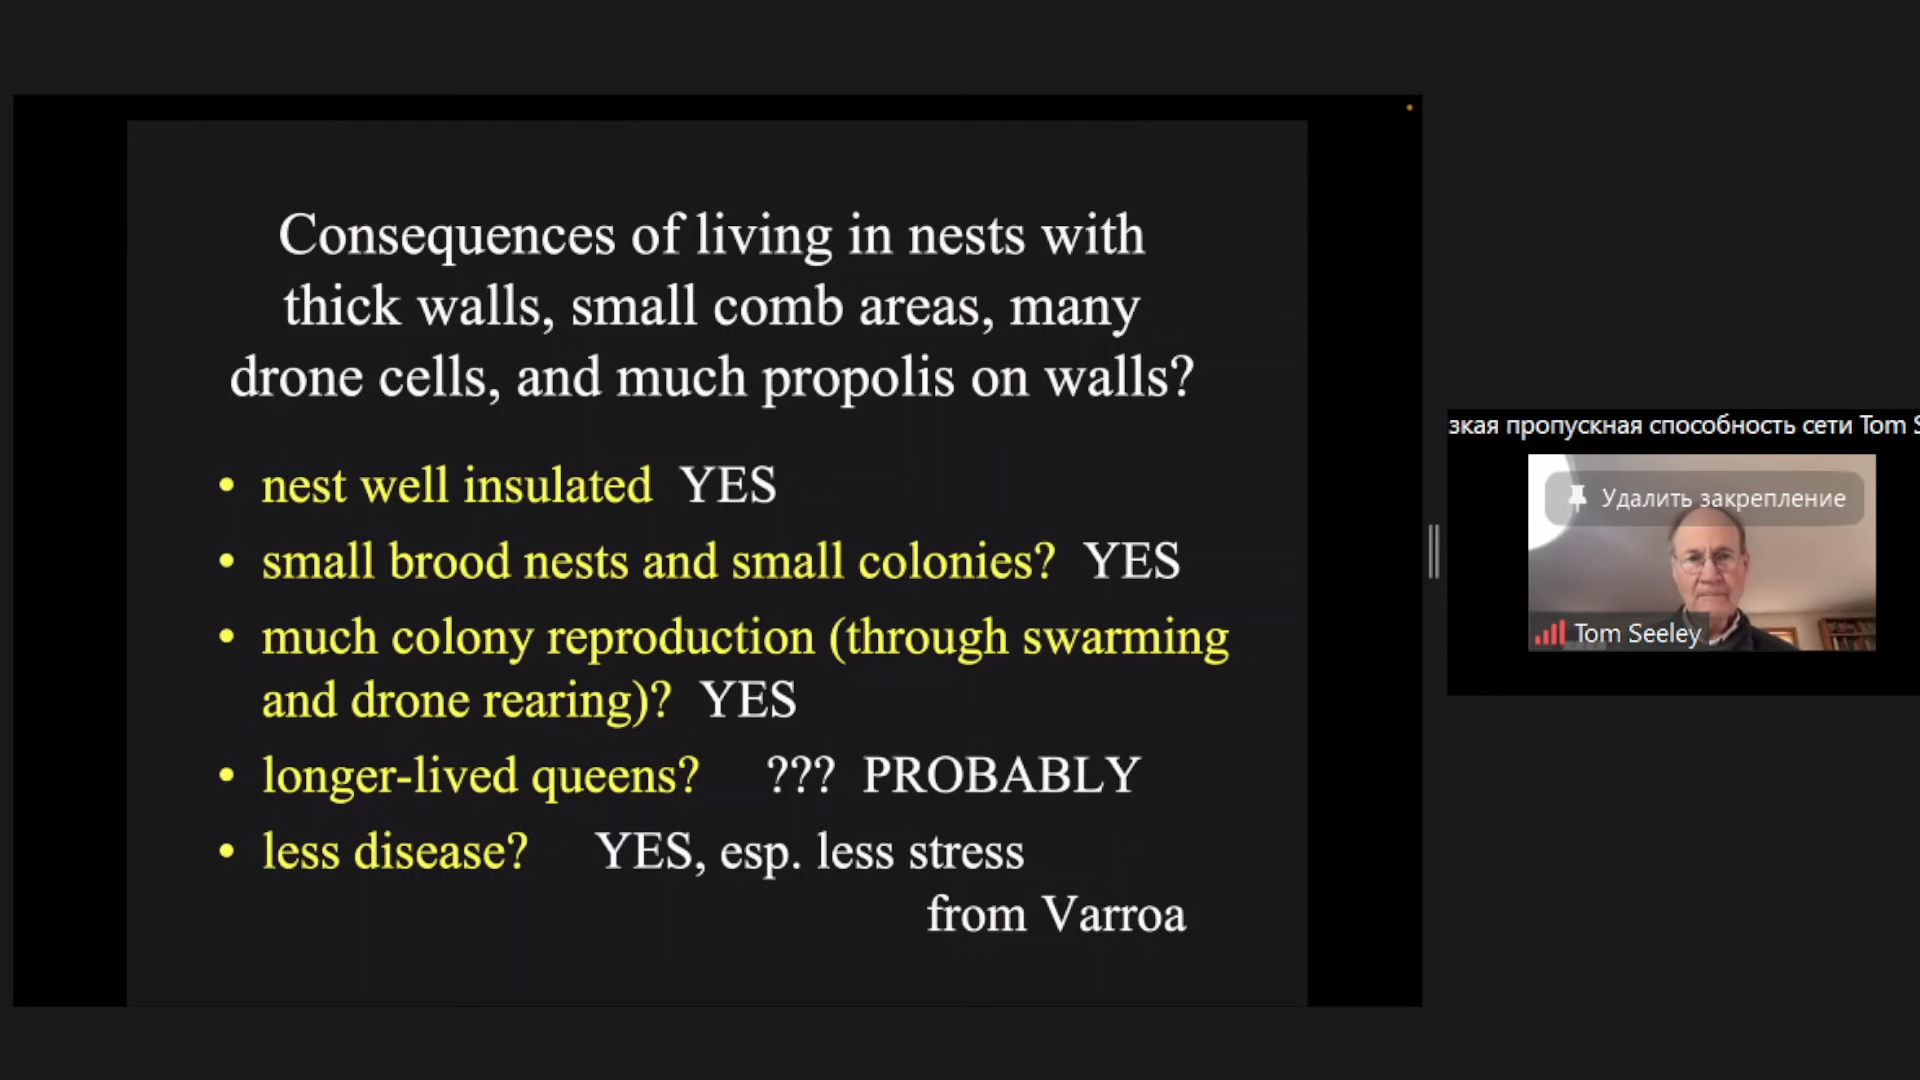 Consequences of living in nests with
thick walls, small comb areas, many
drone cells, and much propolis on walls?
• nest well insulated YES
• small brood nests and small colonies? YES
• much colony reproduction (through swarming
and drone rearing)? YES
• longer-lived queens? ??? PROBABLY
• less disease? YES, esp. less stress
from Varroa
пропускная способность сети Tom
Удалить закрепление
Tom Seeley